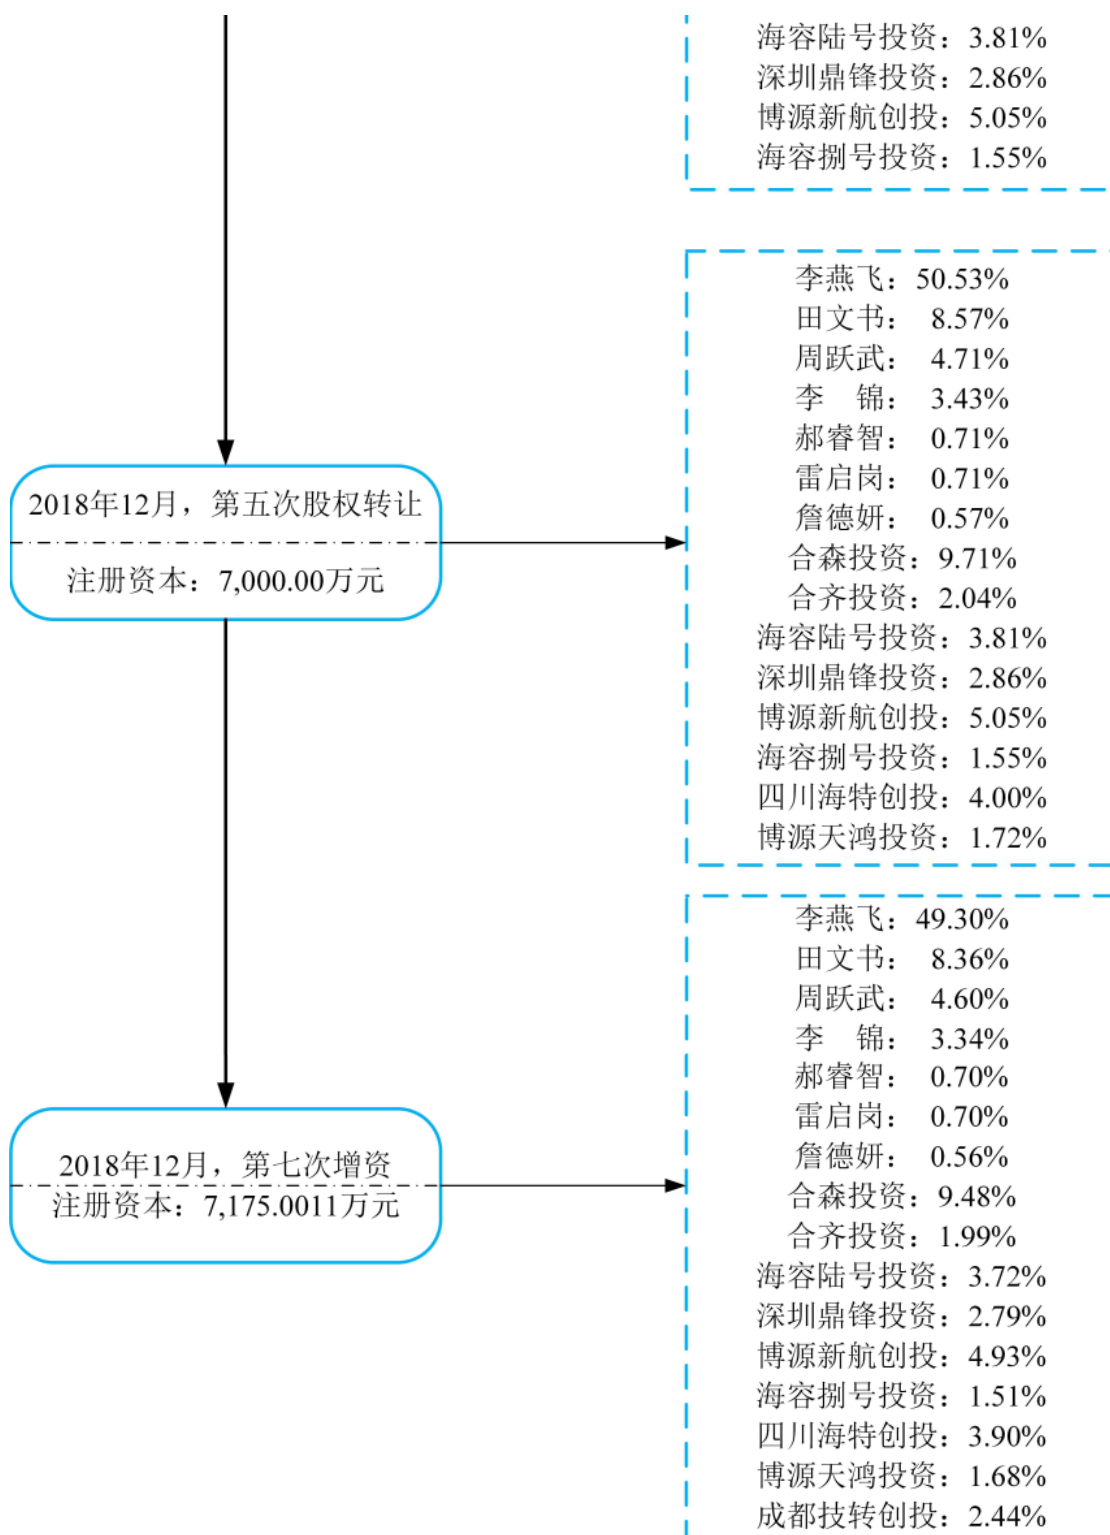 海容陆号投资：3.81%
深圳鼎锋投资：2.86%
博源新航创投：5.05%
海容捌号投资：1.55%
2018年12月，第五次股权转让
注册资本：7,000.00万元
李燕飞：50.53%
田文书： 8.57%
周跃武： 4.71%
李　锦： 3.43%
郝睿智： 0.71%
雷启岗： 0.71%
詹德妍： 0.57%
合森投资：9.71%
合齐投资：2.04%
海容陆号投资：3.81%
深圳鼎锋投资：2.86%
博源新航创投：5.05%
海容捌号投资：1.55%
四川海特创投：4.00%
博源天鸿投资：1.72%
2018年12月，第七次增资
注册资本：7,175.0011万元
李燕飞：49.30%
田文书： 8.36%
周跃武： 4.60%
李　锦： 3.34%
郝睿智： 0.70%
雷启岗： 0.70%
詹德妍： 0.56%
合森投资：9.48%
合齐投资：1.99%
海容陆号投资：3.72%
深圳鼎锋投资：2.79%
博源新航创投：4.93%
海容捌号投资：1.51%
四川海特创投：3.90%
博源天鸿投资：1.68%
成都技转创投：2.44%